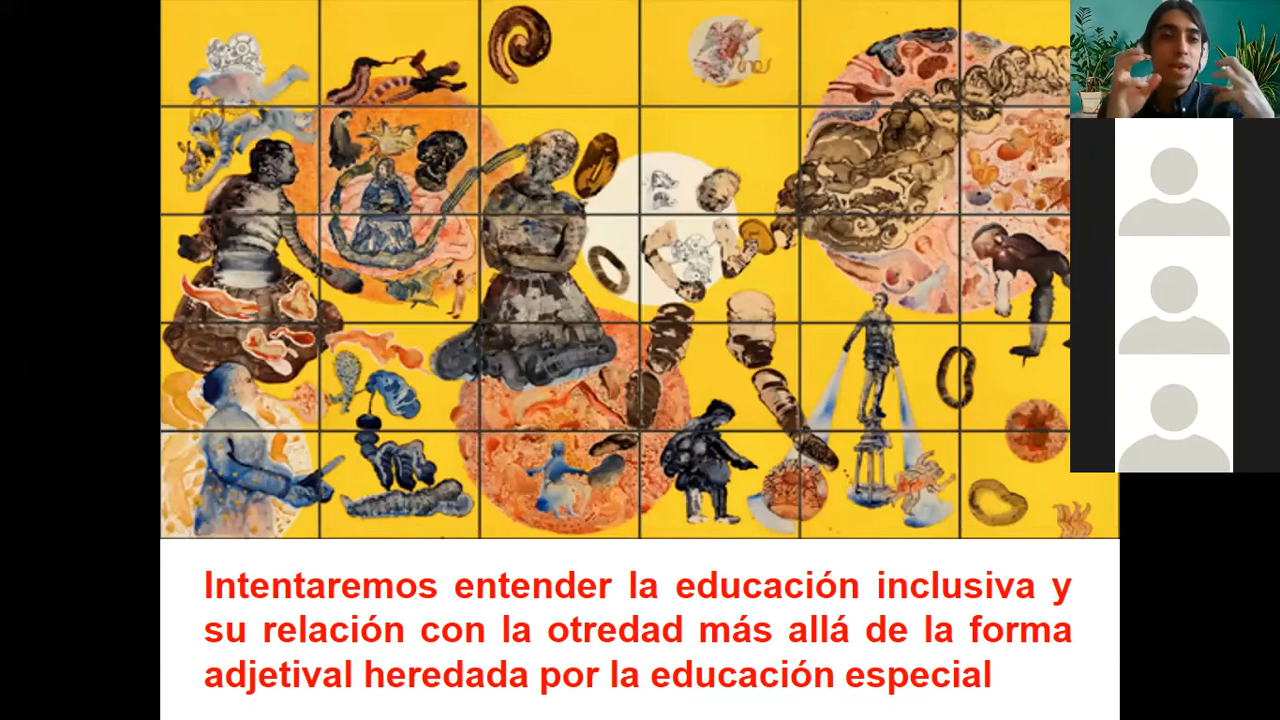 Intentaremos entender la educación inclusiva y
su relación con la otredad más allá de la forma
adjetival heredada por la educación especial